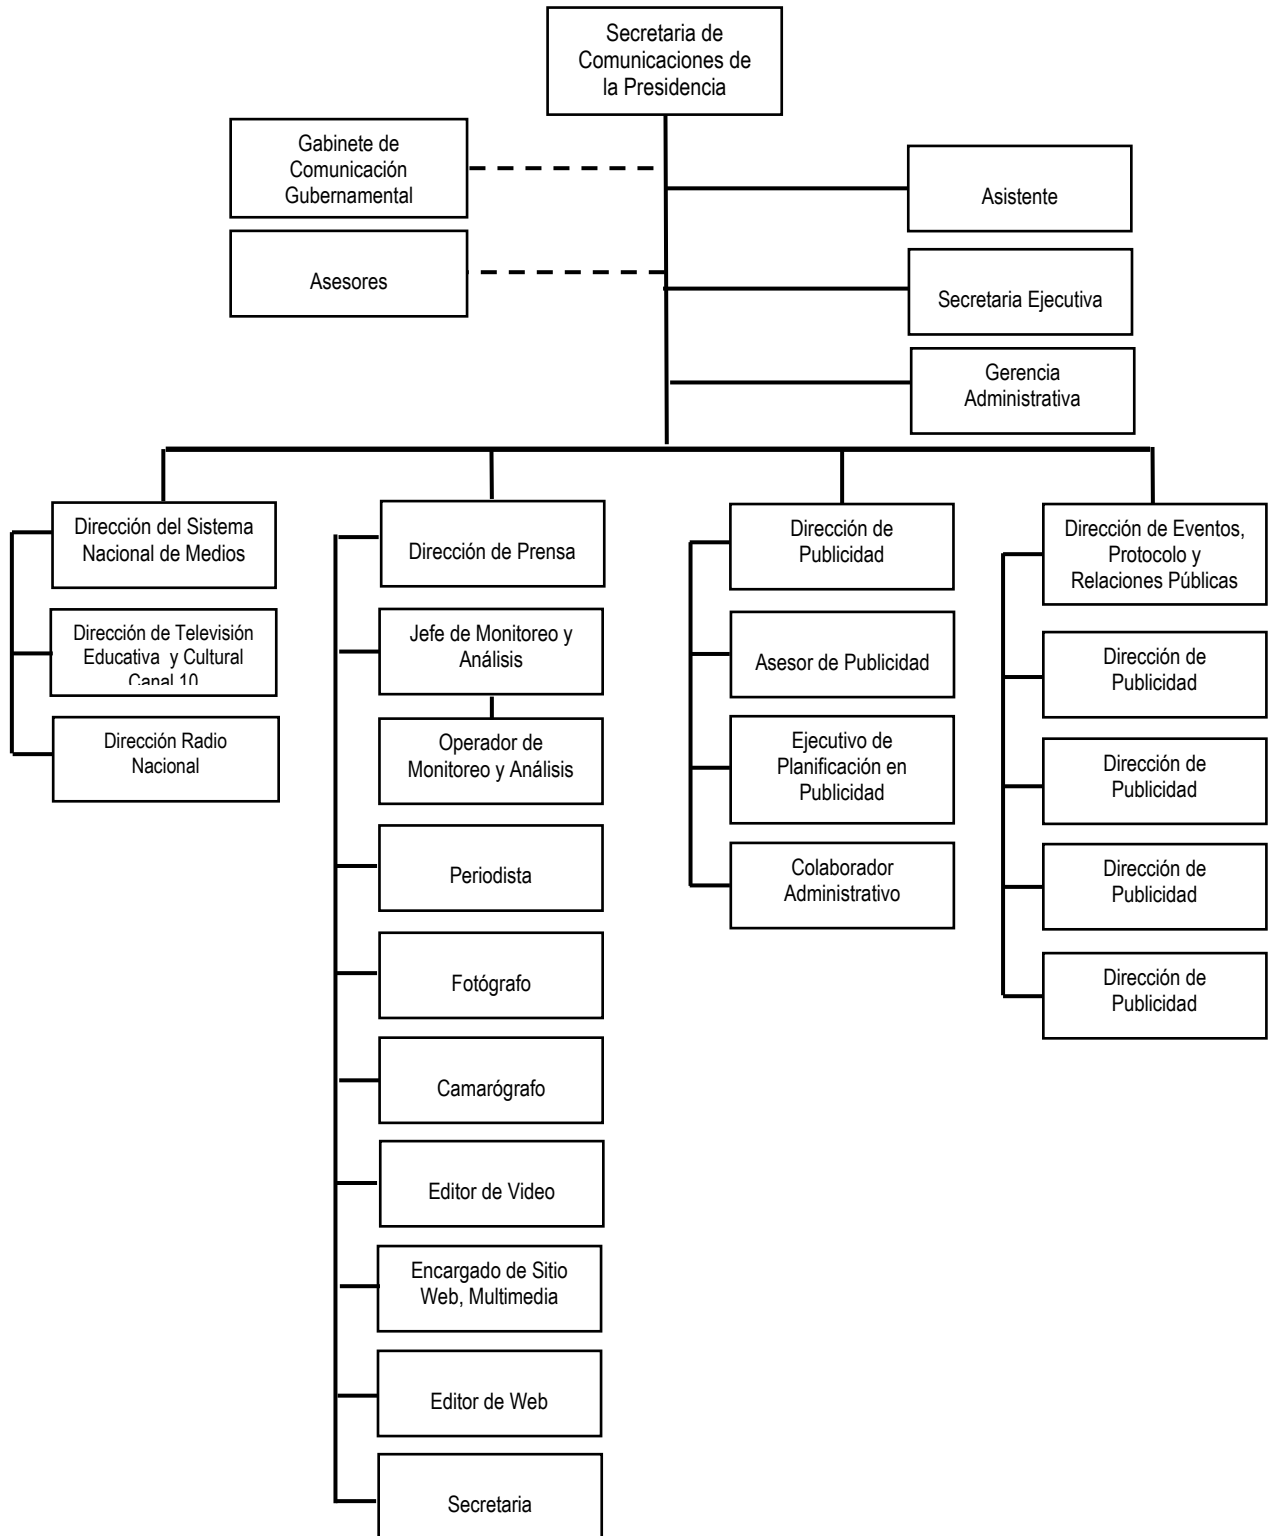 Secretaria de
Comunicaciones de
la Presidencia
Gabinete de
Comunicación
Gubernamental
Asistente
Asesores
Secretaria Ejecutiva
Gerencia
Administrativa
Dirección del Sistema
Nacional de Medios
Dirección de Televisión
Educativa y Cultural
Canal 10
Dirección Radio
Nacional
Dirección de Prensa
Jefe de Monitoreo y
Análisis
Operador de
Monitoreo y Análisis
Periodista
Fotógrafo
Camarógrafo
Editor de Video
Encargado de Sitio
Web, Multimedia
Editor de Web
Secretaria
Dirección de
Publicidad
Asesor de Publicidad
Ejecutivo de
Planificación en
Publicidad
Colaborador
Administrativo
Dirección de Eventos,
Protocolo y
Relaciones Públicas
Dirección de
Publicidad
Dirección de
Publicidad
Dirección de
Publicidad
Dirección de
Publicidad